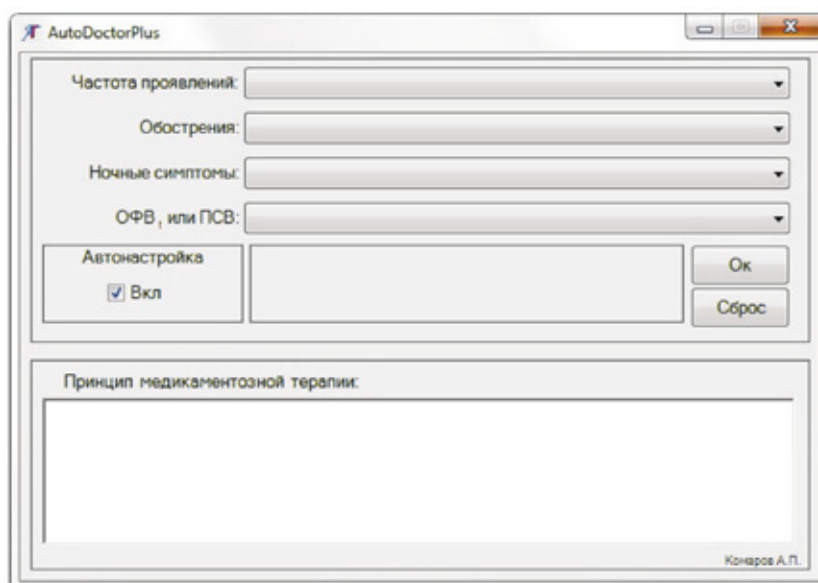 AutoDoctorPlus
Частота проявлений:
Обострения:
Ночные симптомы:
ОФВ₁ или ПСВ:
Автонастройка
Вкл
Ок
Сброс
Принцип медикаментозной терапии:
Комаров А.П.